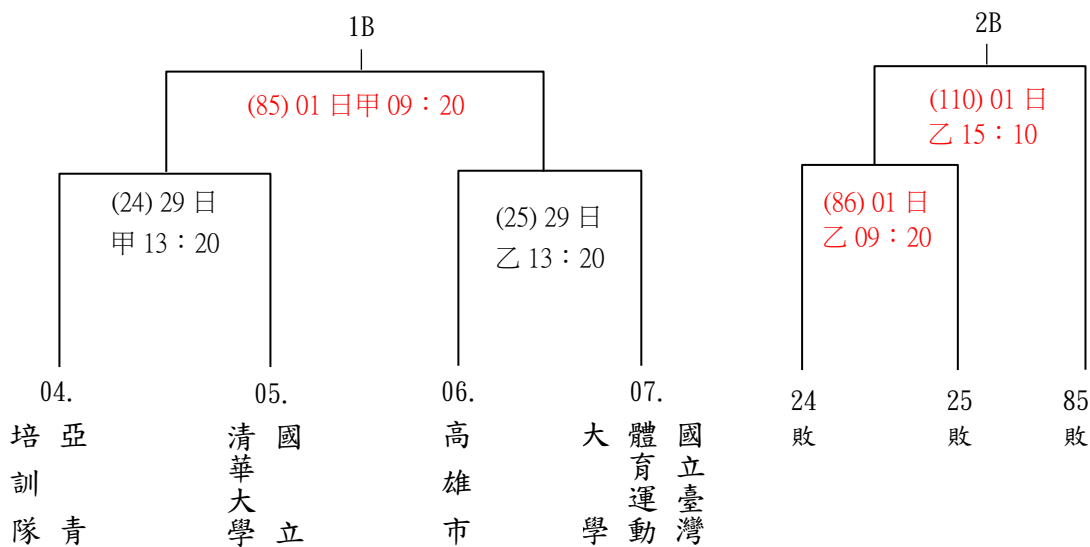 1B
2B
(85) 01 日甲 09：20
(110) 01 日
乙 15：10
(24) 29 日
甲 13：20
(25) 29 日
乙 13：20
(86) 01 日
乙 09：20
04.
05.
06.
07.
24
敗
25
敗
85
敗
亞青
培訓隊
國立
清華大學
高雄市
國立臺灣
體育運動
大學